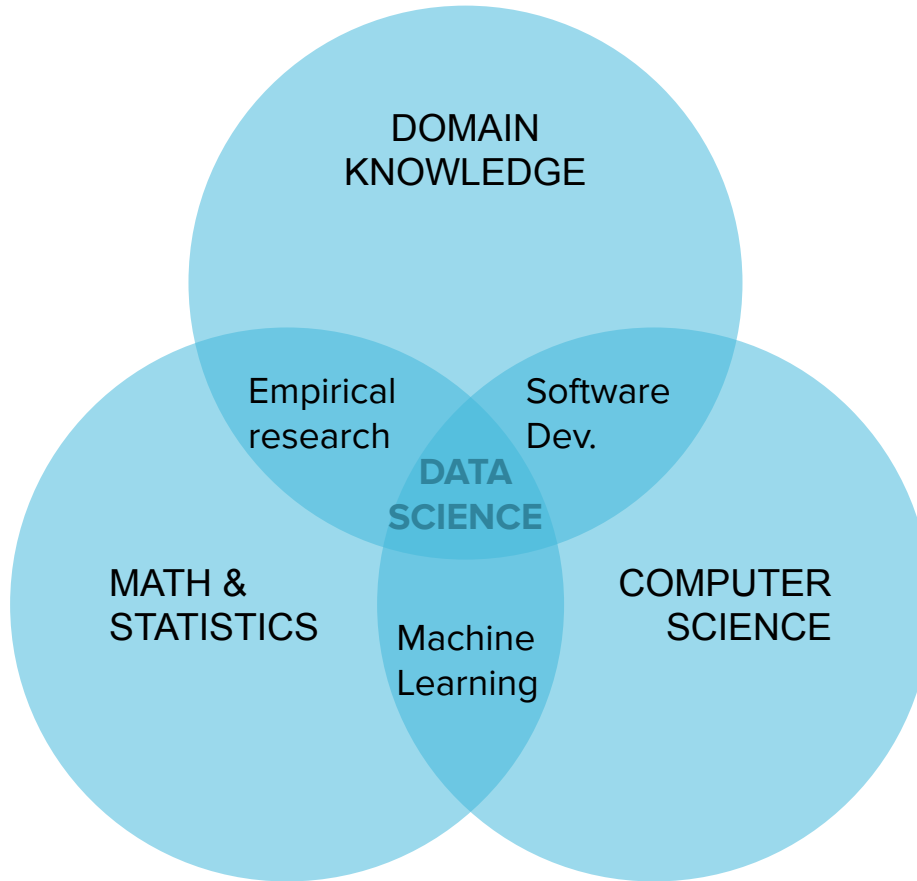 DOMAIN
KNOWLEDGE
Empirical
research
Software
Dev.
DATA
SCIENCE
MATH &
STATISTICS
COMPUTER
SCIENCE
Machine
Learning